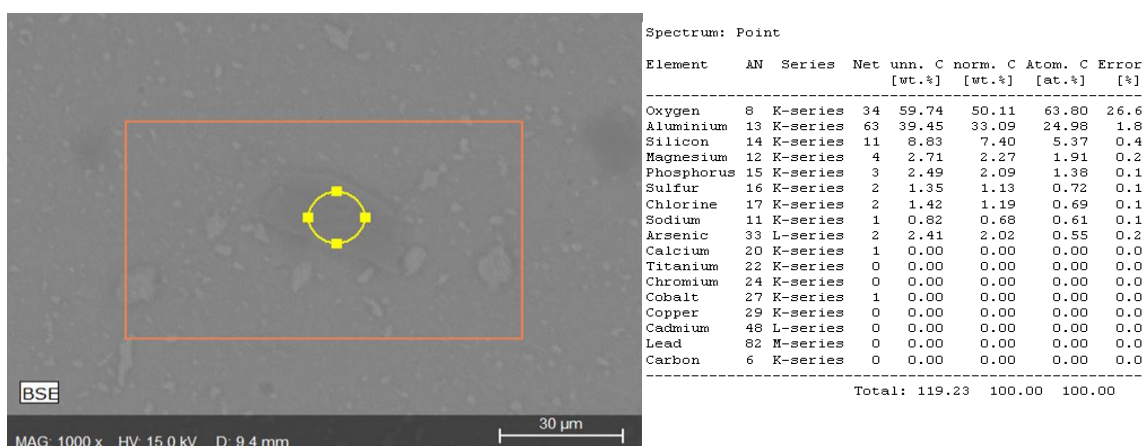 Spectrum: Point
Element AN Series Net unn. C norm. C Atom. C Error
[wt.%] [wt.%] [at.%] [%]
Oxygen 8 K-series 34 59.74 50.11 63.80 26.6
Aluminium 13 K-series 63 39.45 33.09 24.98 1.8
Silicon 14 K-series 11 8.83 7.40 5.37 0.4
Magnesium 12 K-series 4 2.71 2.27 1.91 0.2
Phosphorus 15 K-series 3 2.49 2.09 1.38 0.1
Sulfur 16 K-series 2 1.35 1.13 0.72 0.1
Chlorine 17 K-series 2 1.42 1.19 0.69 0.1
Sodium 11 K-series 1 0.82 0.68 0.61 0.1
Arsenic 33 L-series 2 2.41 2.02 0.55 0.2
Calcium 20 K-series 1 0.00 0.00 0.00 0.0
Titanium 22 K-series 0 0.00 0.00 0.00 0.0
Chromium 24 K-series 0 0.00 0.00 0.00 0.0
Cobalt 27 K-series 1 0.00 0.00 0.00 0.0
Copper 29 K-series 0 0.00 0.00 0.00 0.0
Cadmium 48 L-series 0 0.00 0.00 0.00 0.0
Lead 82 M-series 0 0.00 0.00 0.00 0.0
Carbon 6 K-series 0 0.00 0.00 0.00 0.0
Total: 119.23 100.00 100.00
BSE
30 µm
MAG: 1000 x HV: 15.0 kV D: 9.4 mm